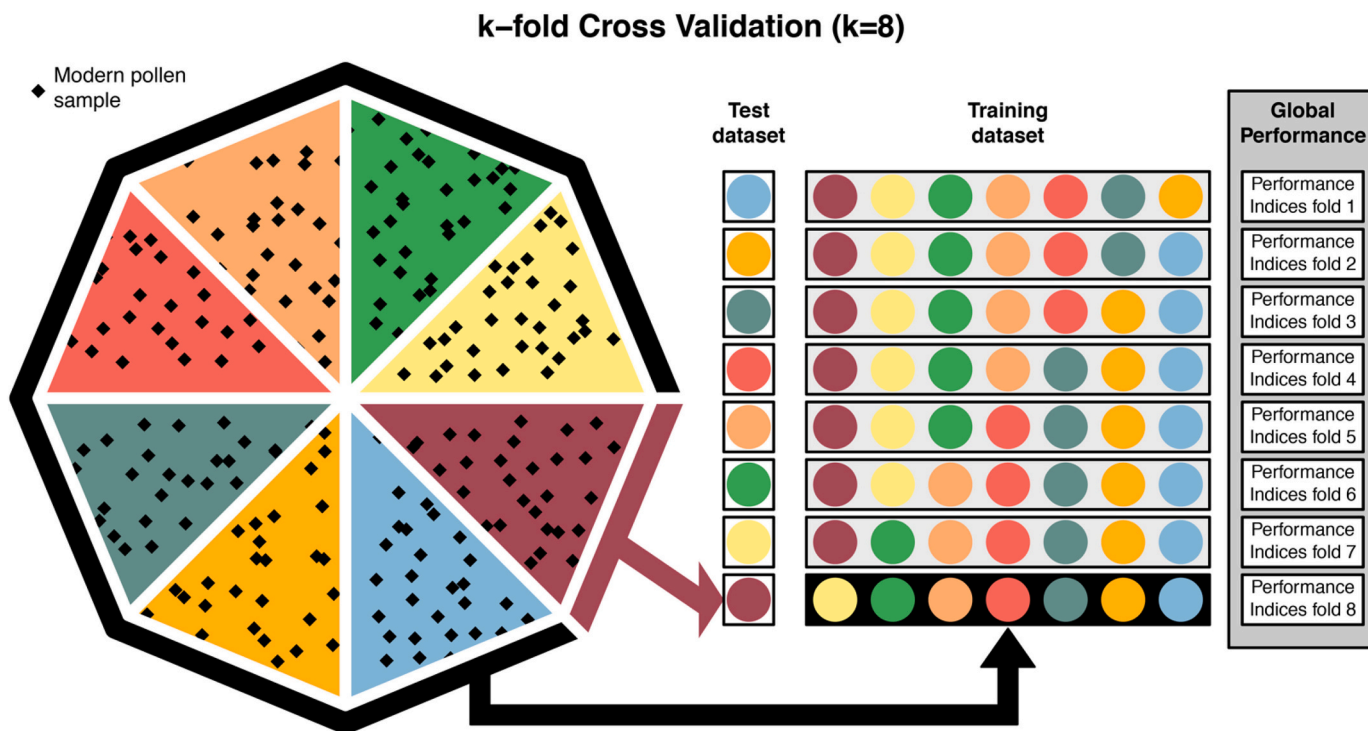 k–fold Cross Validation (k=8)
Modern pollen
sample
Test
dataset
Training
dataset
Global
Performance
Performance
Indices fold 1
Performance
Indices fold 2
Performance
Indices fold 3
Performance
Indices fold 4
Performance
Indices fold 5
Performance
Indices fold 6
Performance
Indices fold 7
Performance
Indices fold 8